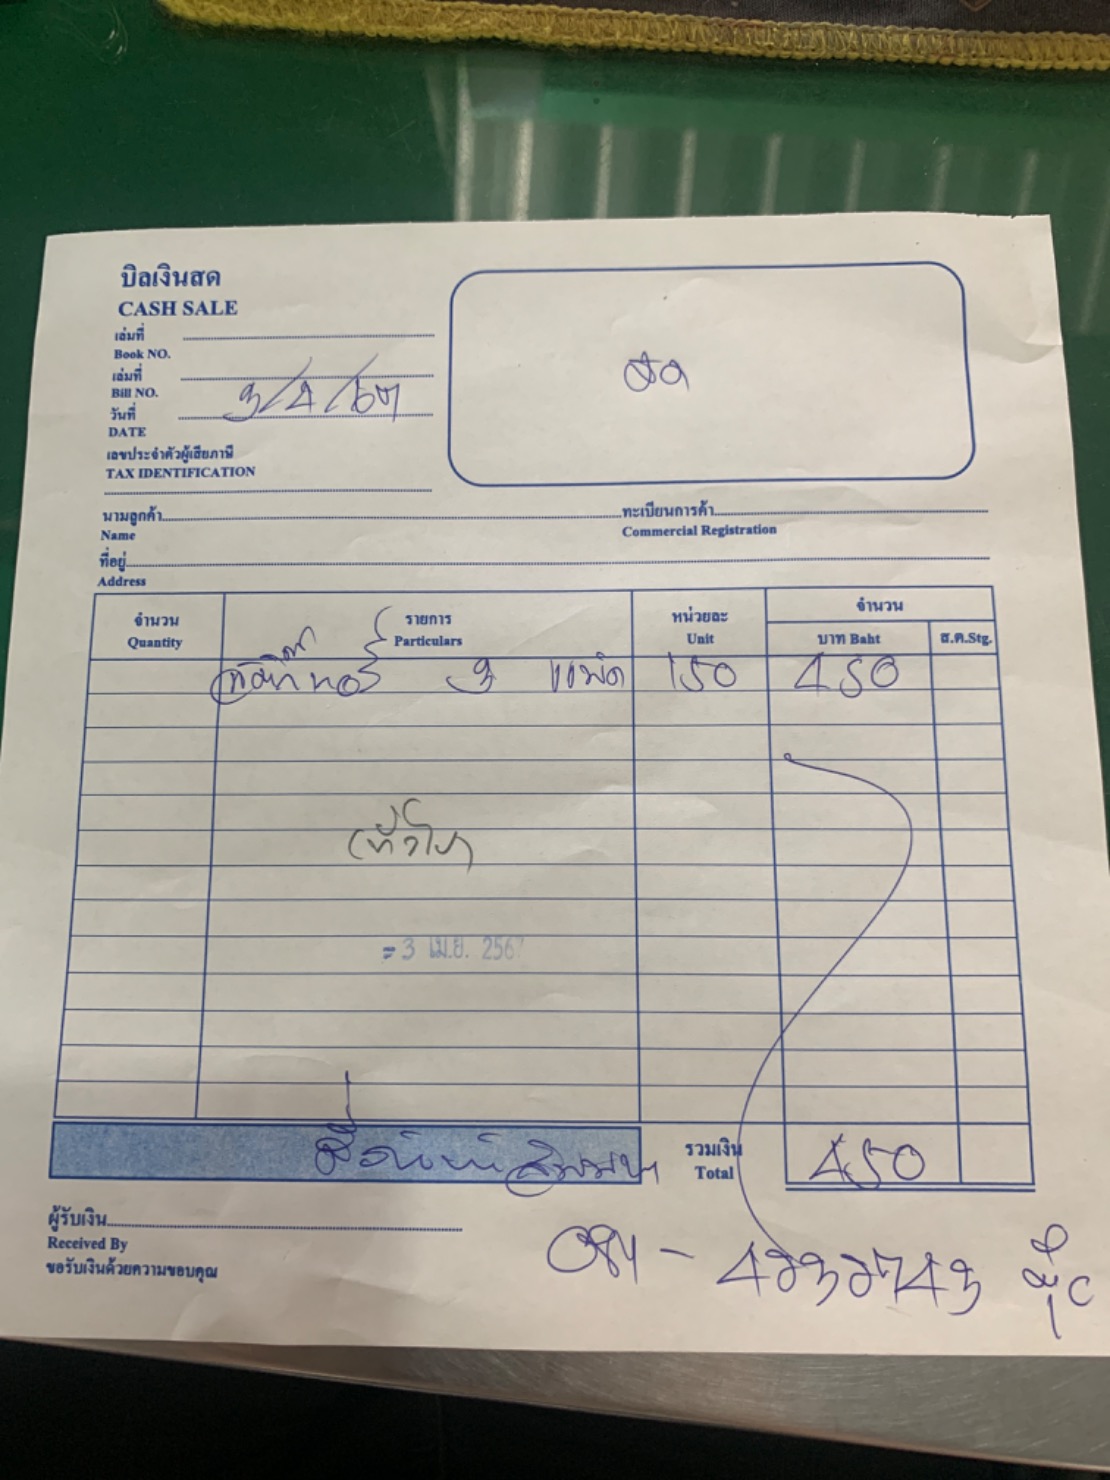 บิลเงินสด
CASH SALE
เล่มที่
Book NO.
เล่มที่
Bill NO.
วันที่ 3/4/67
DATE
เลขประจำตัวผู้เสียภาษี
TAX IDENTIFICATION
สด
นามลูกค้า ทะเบียนการค้า
Name Commercial Registration
ที่อยู่
Address
จำนวน รายการ หน่วยละ จำนวน
Quantity Particulars Unit บาท Baht ส.ต.Stg.
3 150 450
(ทั่วไป)
= 3 เม.ย. 256
รวมเงิน
Total 450
ผู้รับเงิน
Received By
ขอรับเงินด้วยความขอบคุณ